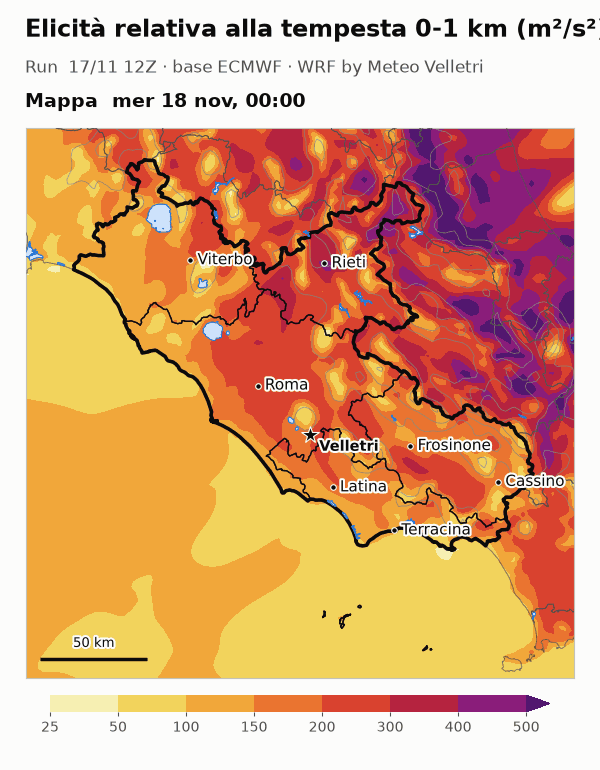 Elicità relativa alla tempesta 0-1 km (m²/s²)
Run  17/11 12Z · base ECMWF · WRF by Meteo Velletri
Mappa  mer 18 nov, 00:00
Viterbo
Rieti
Roma
Velletri
Frosinone
Cassino
Latina
Terracina
50 km
25 50 100 150 200 300 400 500